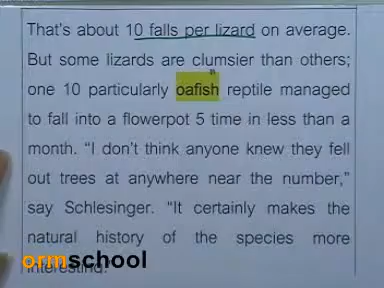 That's about 10 falls per lizard on average.
But some lizards are clumsier than others;
one 10 particularly oafish reptile managed
to fall into a flowerpot 5 time in less than a
month. “I don't think anyone knew they fell
out trees at anywhere near the number,”
say Schlesinger. “It certainly makes the
natural history of the species more
interesting.”
ormschool